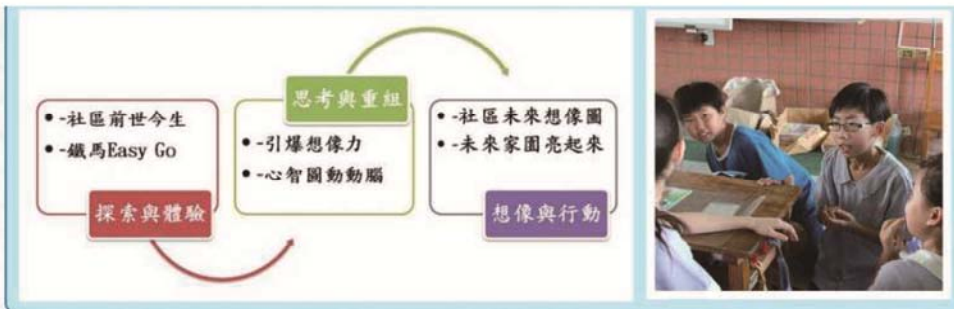 -社區前世今生
-鐵馬Easy Go
探索與體驗
思考與重組
-引爆想像力
-心智圖動動腦
-社區未來想像圖
-未來家園亮起來
想像與行動